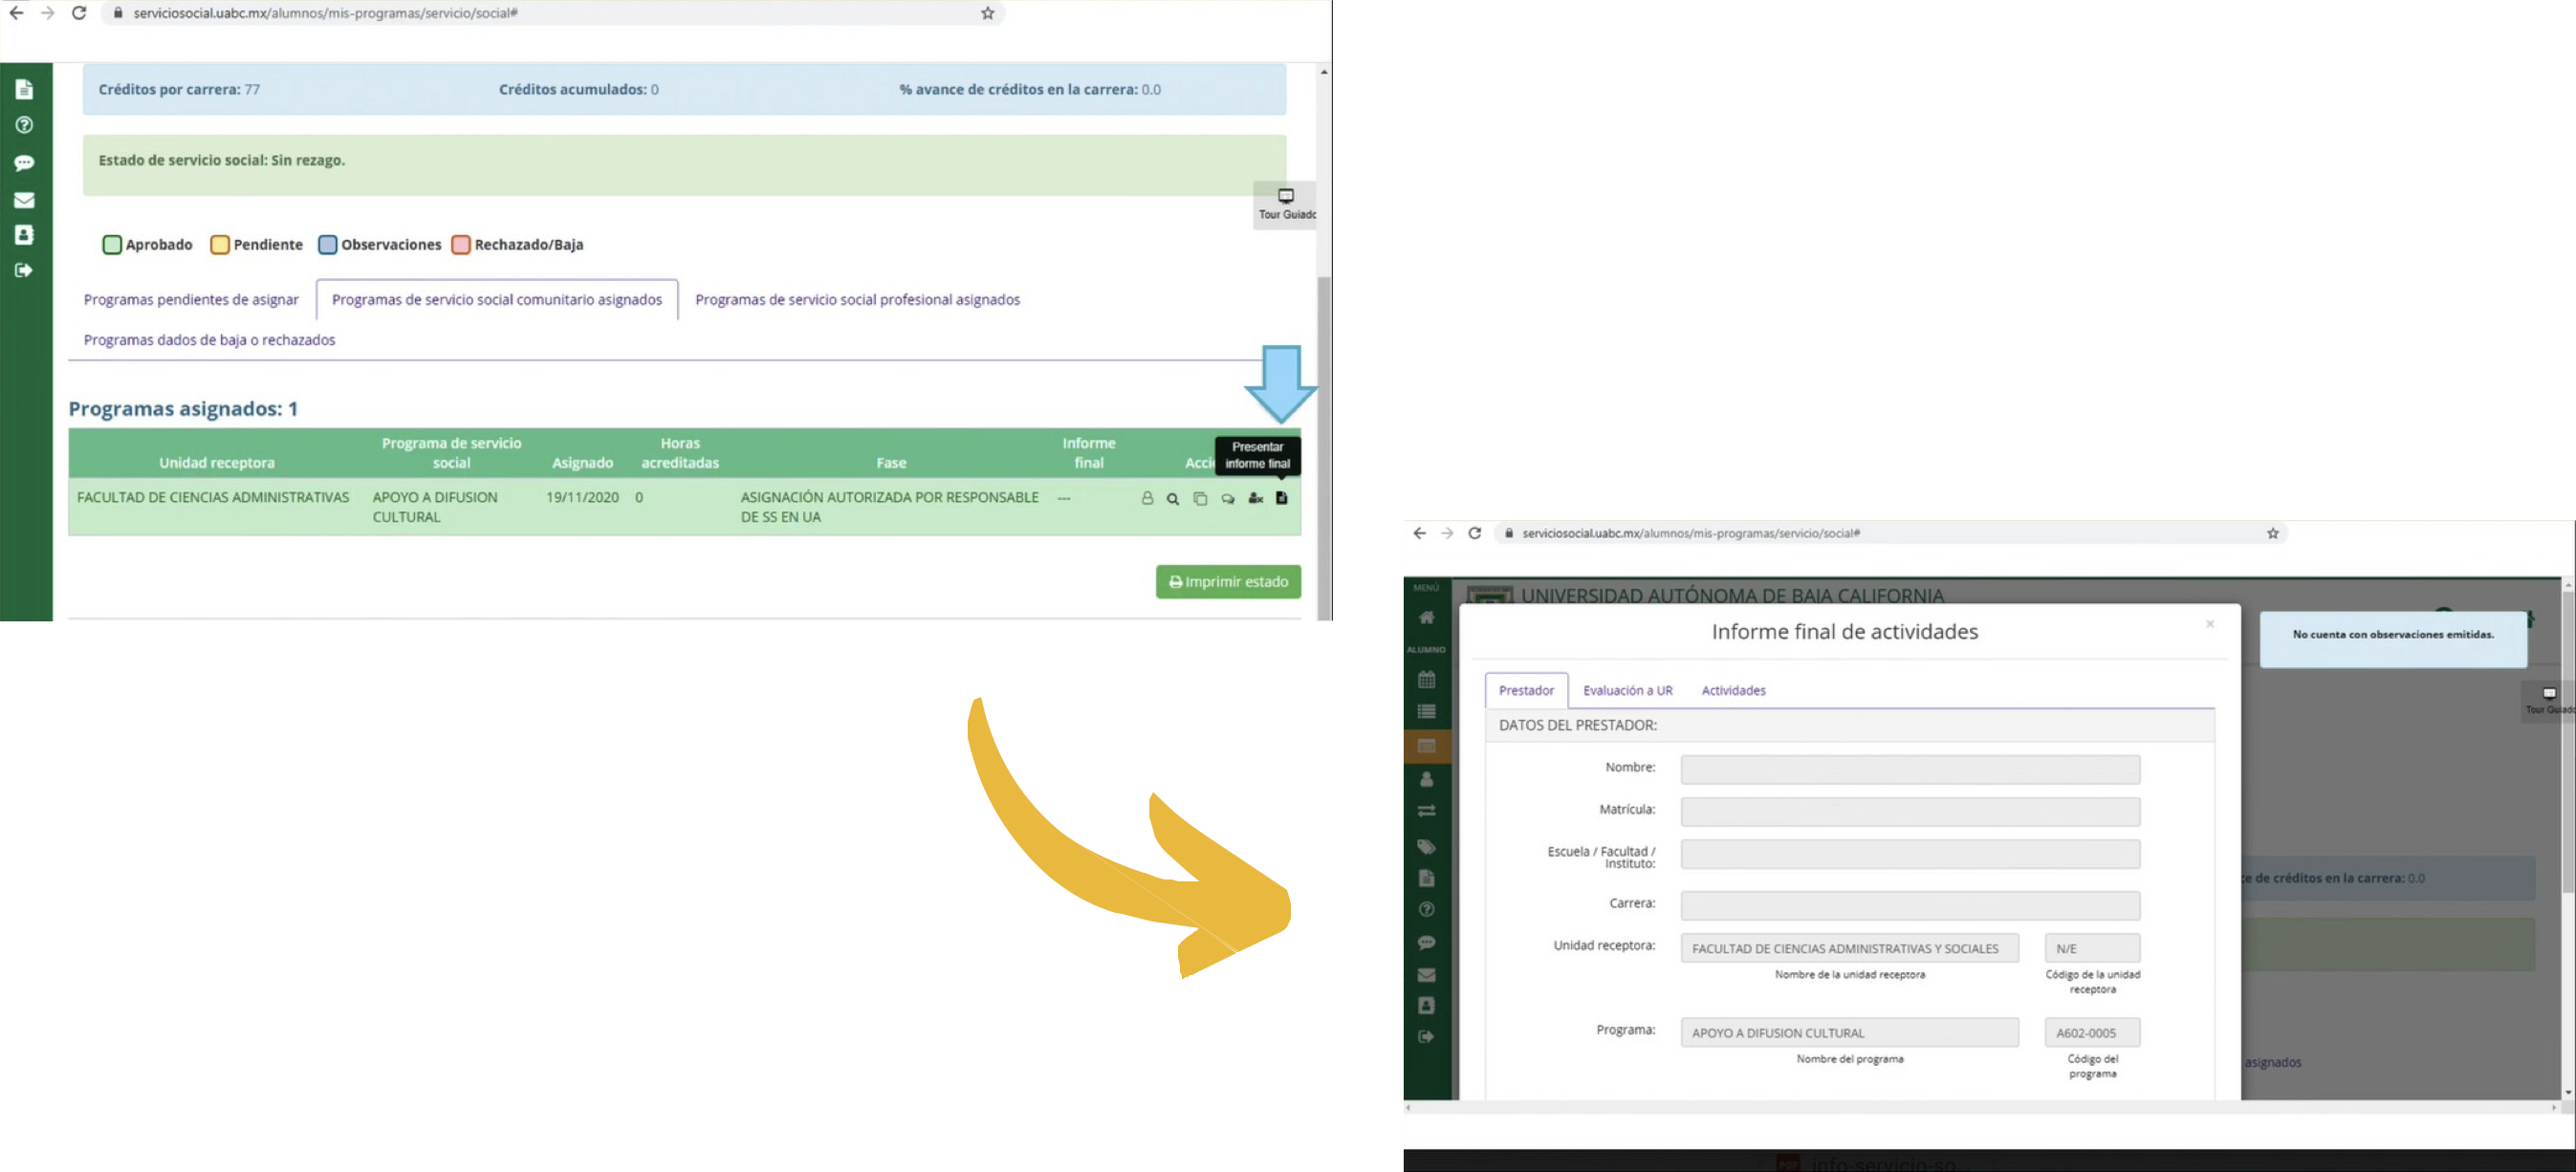 serviciosocial.uabc.mx/alumnos/mis-programas/servicio/social#
Créditos por carrera: 77 Créditos acumulados: 0 % avance de créditos en la carrera: 0.0
Estado de servicio social: Sin rezago.
Tour Guiado
Aprobado Pendiente Observaciones Rechazado/Baja
Programas pendientes de asignar Programas de servicio social comunitario asignados Programas de servicio social profesional asignados
Programas dados de baja o rechazados
Programas asignados: 1
Unidad receptora Programa de servicio social Asignado Horas acreditadas Fase Informe final Acci
Presentar
informe final
FACULTAD DE CIENCIAS ADMINISTRATIVAS APOYO A DIFUSION 19/11/2020 0 ASIGNACIÓN AUTORIZADA POR RESPONSABLE ---
CULTURAL DE SS EN UA
Imprimir estado
serviciosocial.uabc.mx/alumnos/mis-programas/servicio/social#
MENÚ
UNIVERSIDAD AUTÓNOMA DE BAJA CALIFORNIA
ALUMNO
Informe final de actividades ×
No cuenta con observaciones emitidas.
Prestador Evaluación a UR Actividades
Tour Guiado
DATOS DEL PRESTADOR:
Nombre:
Matrícula:
Escuela / Facultad /
Instituto:
e de créditos en la carrera: 0.0
Carrera:
Unidad receptora: FACULTAD DE CIENCIAS ADMINISTRATIVAS Y SOCIALES N/E
Nombre de la unidad receptora Código de la unidad
receptora
Programa: APOYO A DIFUSION CULTURAL A602-0005
Nombre del programa Código del
programa
asignados
PDF info-servicio-so